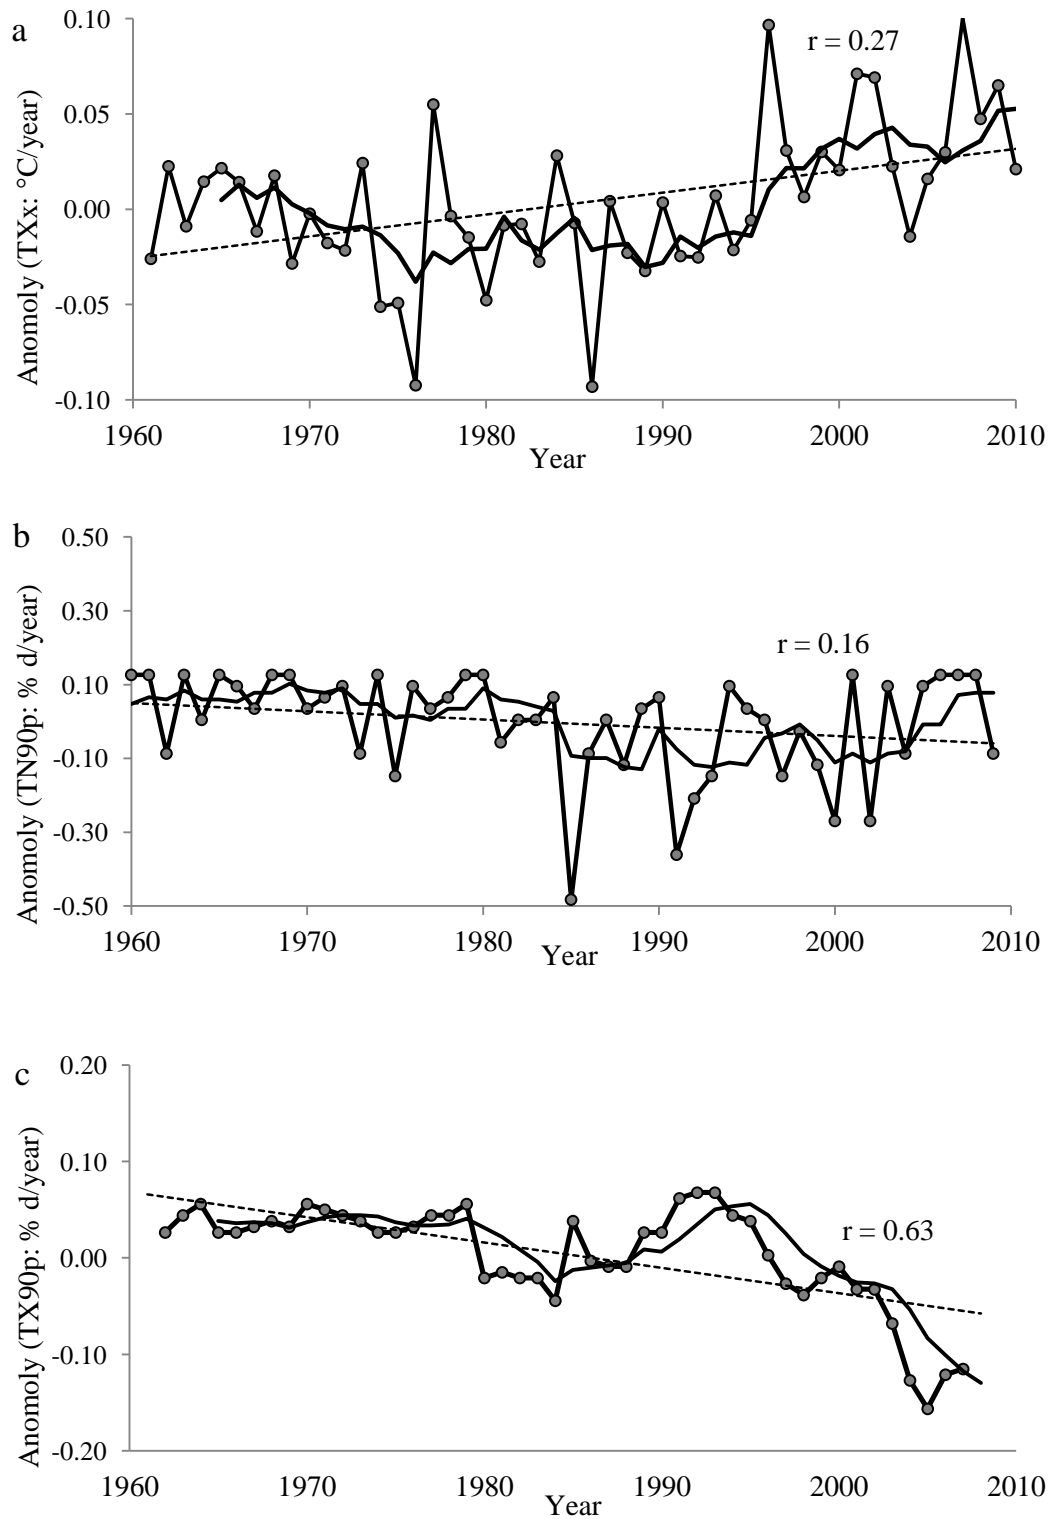 a
Anomoly (TXx: °C/year)
0.10
0.05
0.00
-0.05
-0.10
r = 0.27
1960 1970 1980 1990 2000 2010
Year
b
Anomoly (TN90p: % d/year)
0.50
0.30
0.10
-0.10
-0.30
-0.50
r = 0.16
1960 1970 1980 1990 2000 2010
Year
c
Anomoly (TX90p: % d/year)
0.20
0.10
0.00
-0.10
-0.20
r = 0.63
1960 1970 1980 1990 2000 2010
Year